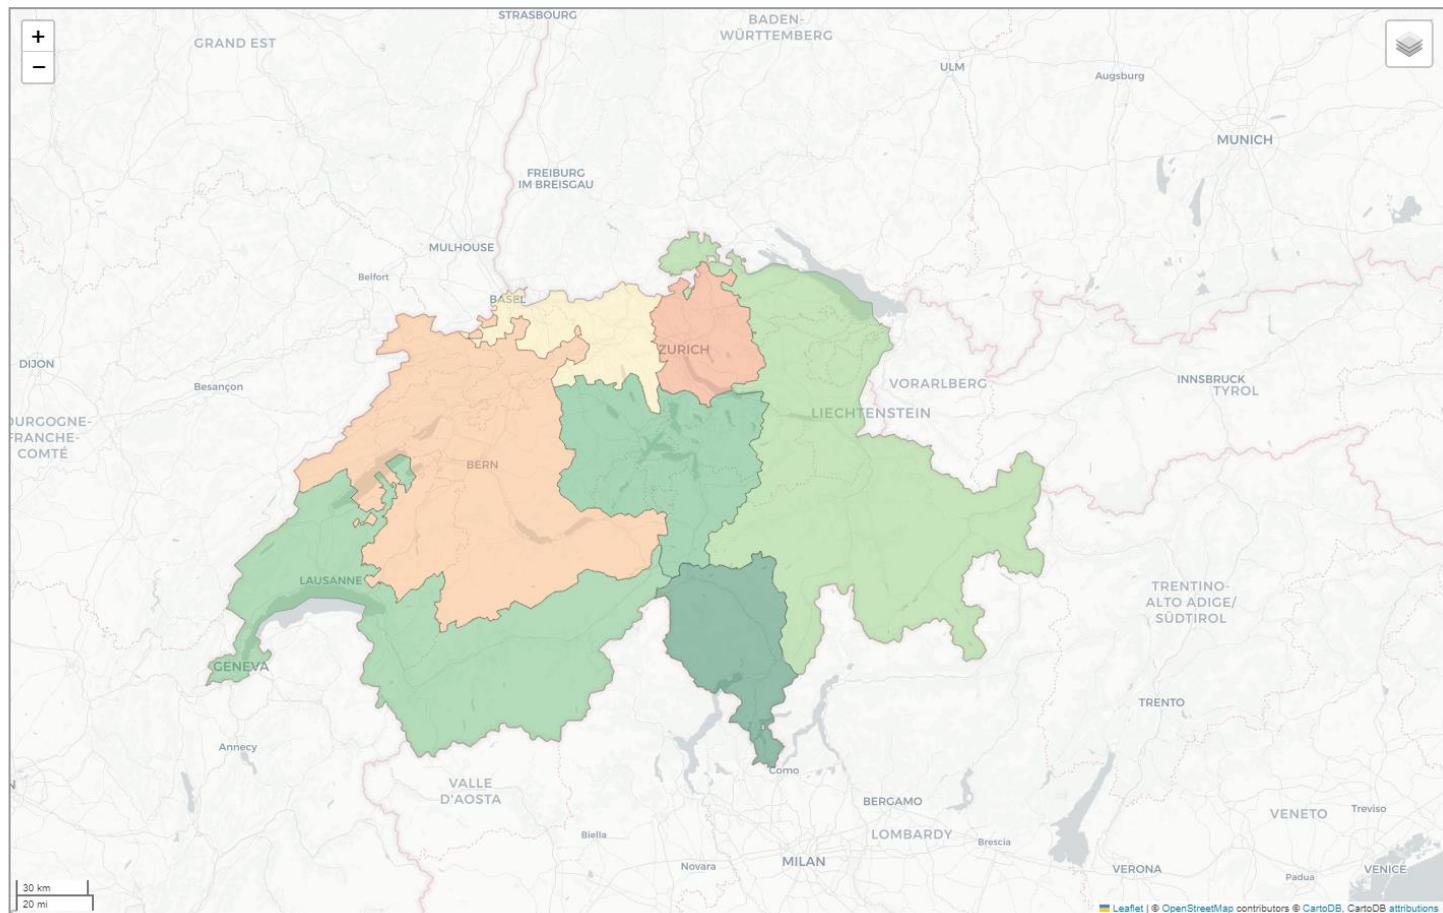 +
−
STRASBOURG
BADEN-
WÜRTTEMBERG
GRAND EST
ULM
Augsburg
MUNICH
FREIBURG
IM BREISGAU
MULHOUSE
Belfort
BASEL
ZURICH
DIJON
Besançon
VORARLBERG
INNSBRUCK
TYROL
LIECHTENSTEIN
FRANCHE-
COMTÉ
BERN
LAUSANNE
TRENTINO-
ALTO ADIGE/
SÜDTIROL
GENEVA
TRENTO
Annecy
Como
VALLE
D'AOSTA
BERGAMO
VENETO
Treviso
Biella
LOMBARDY
Brescia
Novara
MILAN
VERONA
Padua
VENICE
30 km
20 mi
Leaflet | © OpenStreetMap contributors © CartoDB, CartoDB attributions